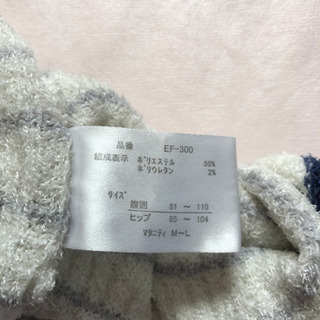 品番 EF-300
組成表示 ポリエステル 98%
ポリウレタン 2%
サイズ
腹囲 81 ～ 110
ヒップ 85 ～ 104
マタニティ M～L